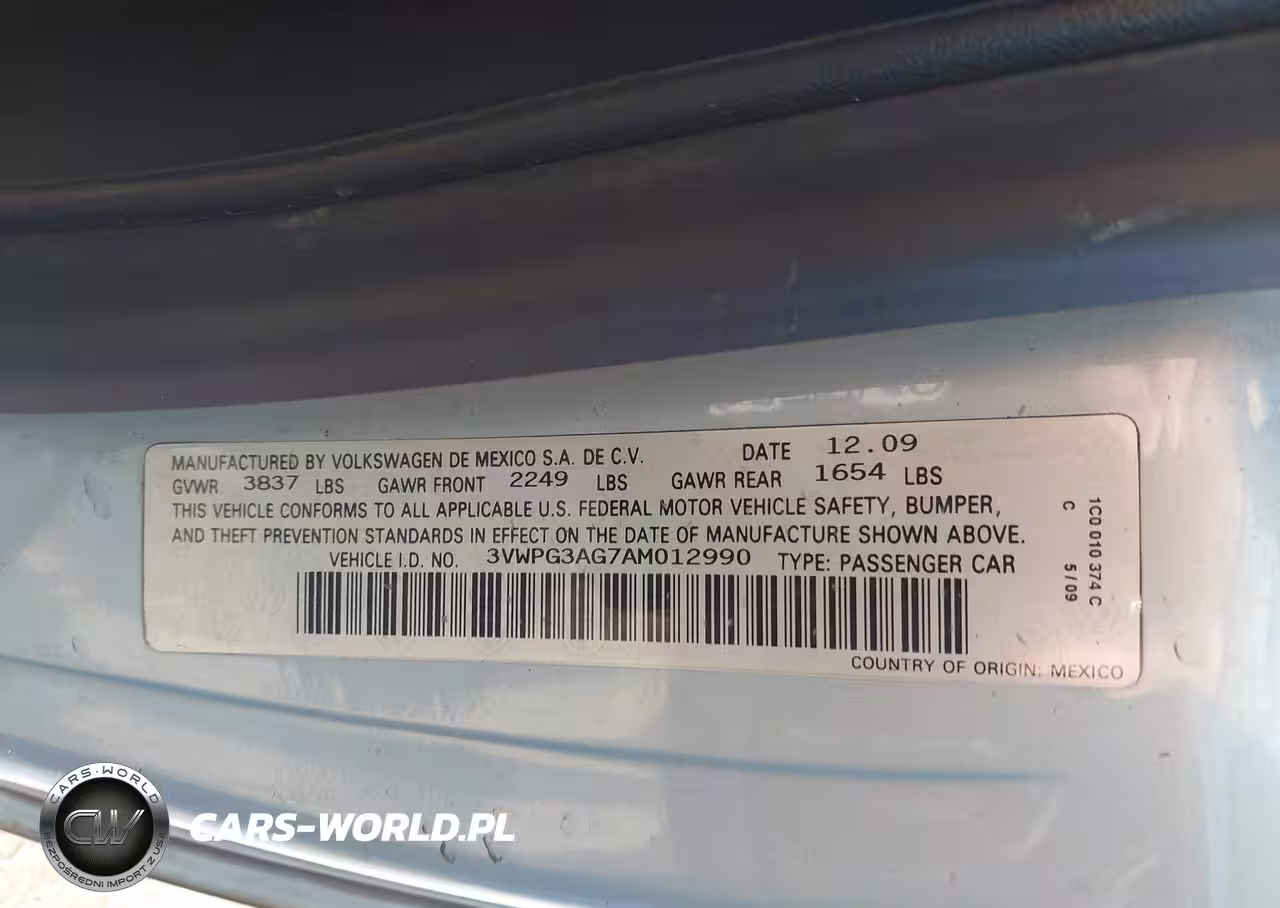 MANUFACTURED BY VOLKSWAGEN DE MEXICO S.A. DE C.V. DATE 12.09
GVWR 3837 LBS GAWR FRONT 2249 LBS GAWR REAR 1654 LBS
THIS VEHICLE CONFORMS TO ALL APPLICABLE U.S. FEDERAL MOTOR VEHICLE SAFETY, BUMPER,
AND THEFT PREVENTION STANDARDS IN EFFECT ON THE DATE OF MANUFACTURE SHOWN ABOVE.
VEHICLE I.D. NO. 3VWPG3AG7AM012990 TYPE: PASSENGER CAR
COUNTRY OF ORIGIN: MEXICO
1C0 010 374 C
C 5/09
CARS-WORLD
CW
BEZPOŚREDNI IMPORT Z USA
CARS-WORLD.PL